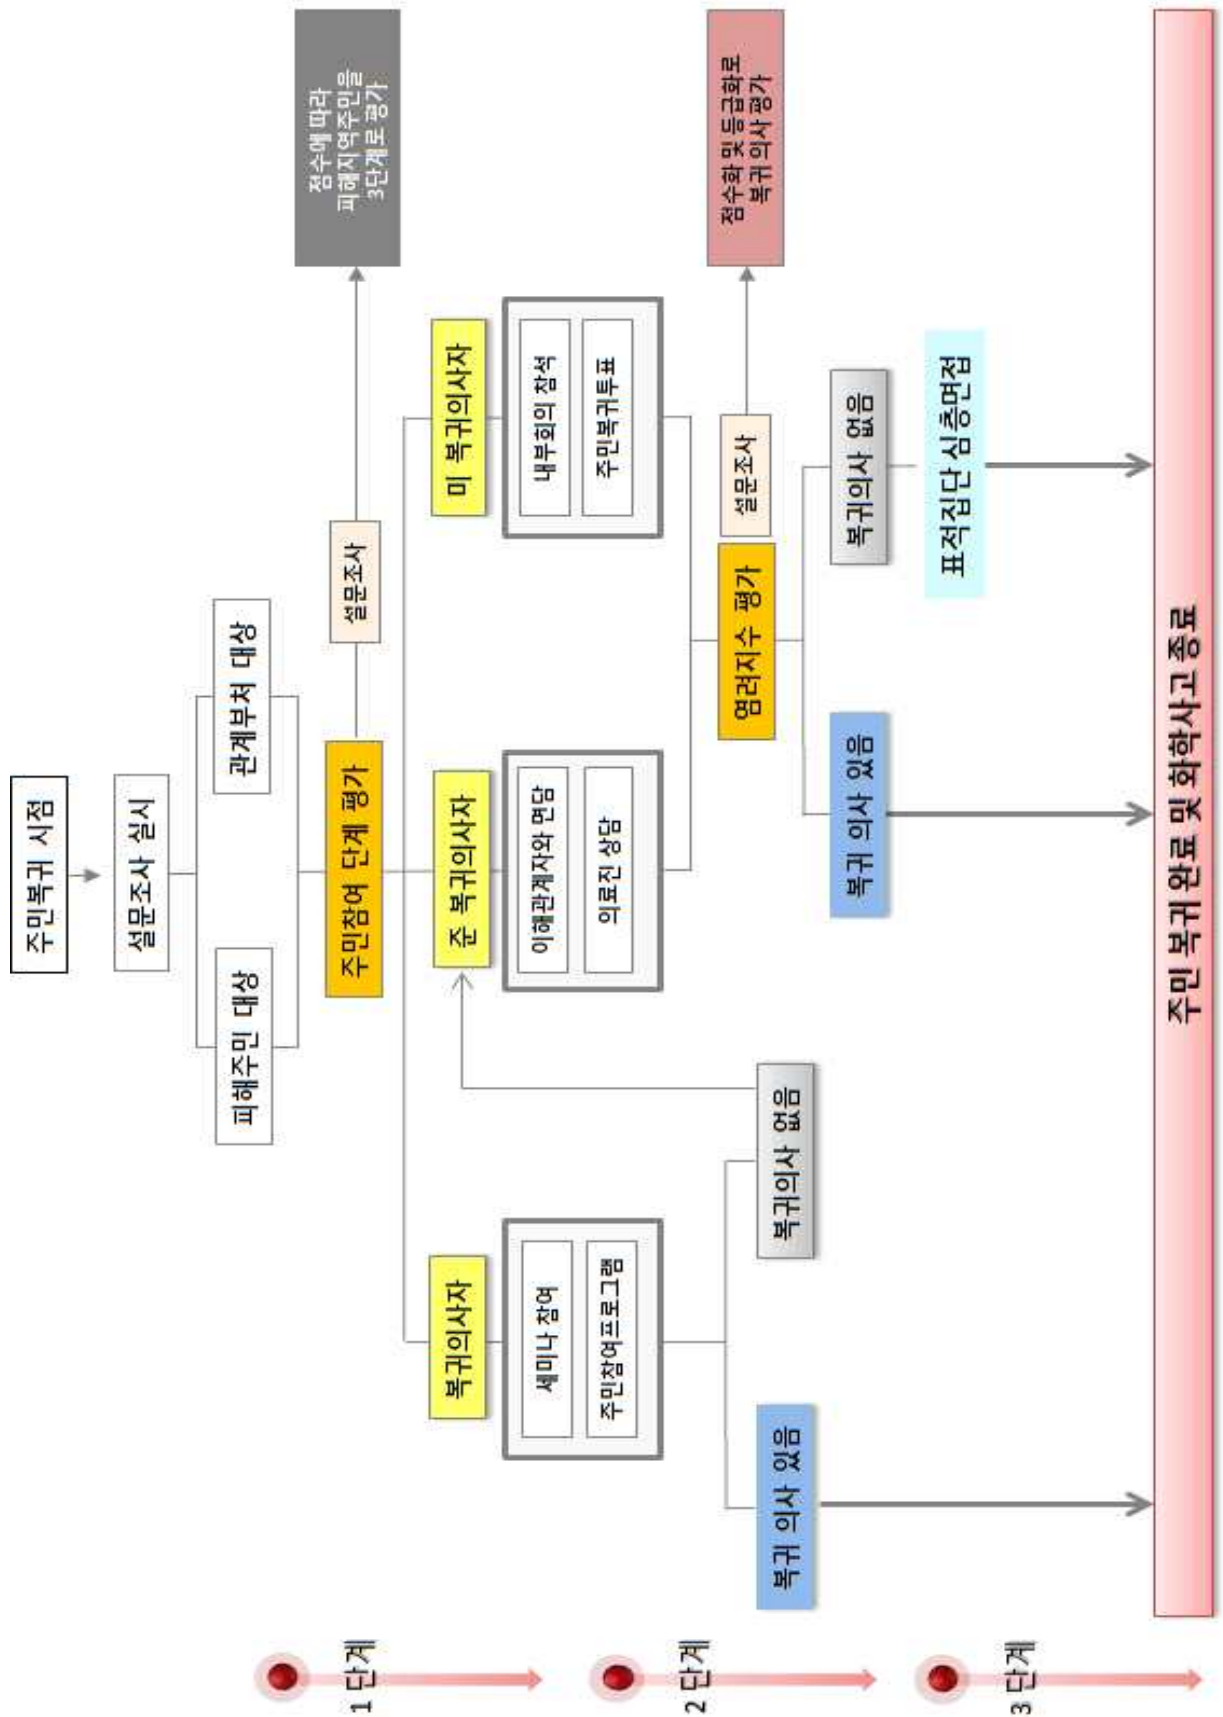 주민복귀 시점
설문조사 실시
피해주민 대상
관계부처 대상
1 단계
주민참여 단계 평가
설문조사
점수에 따라
피해지역주민을
3단계로 평가
복귀의사자
준 복귀의사자
미 복귀의사자
세미나 참여
주민참여프로그램
이해관계자와 면담
의료진 상담
내부회의 참석
주민복귀투표
2 단계
염려지수 평가
설문조사
점수화 및 등급화로
복귀 의사 평가
복귀 의사 있음
복귀의사 없음
복귀 의사 있음
복귀의사 없음
3 단계
표적집단 심층면접
주민 복귀 완료 및 화학사고 종료